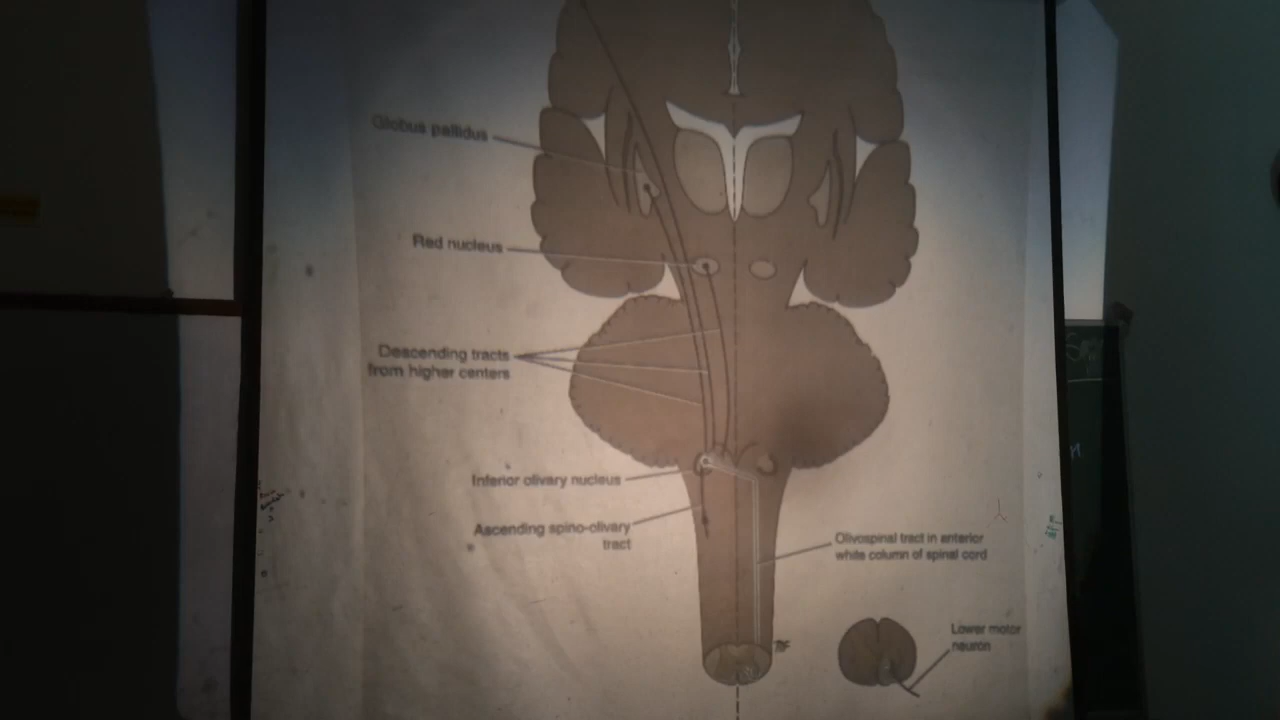 Globus pallidus
Red nucleus
Descending tracts
from higher centers
Inferior olivary nucleus
Ascending spino-olivary
tract
Olivospinal tract in anterior
white column of spinal cord
Lower motor
neuron